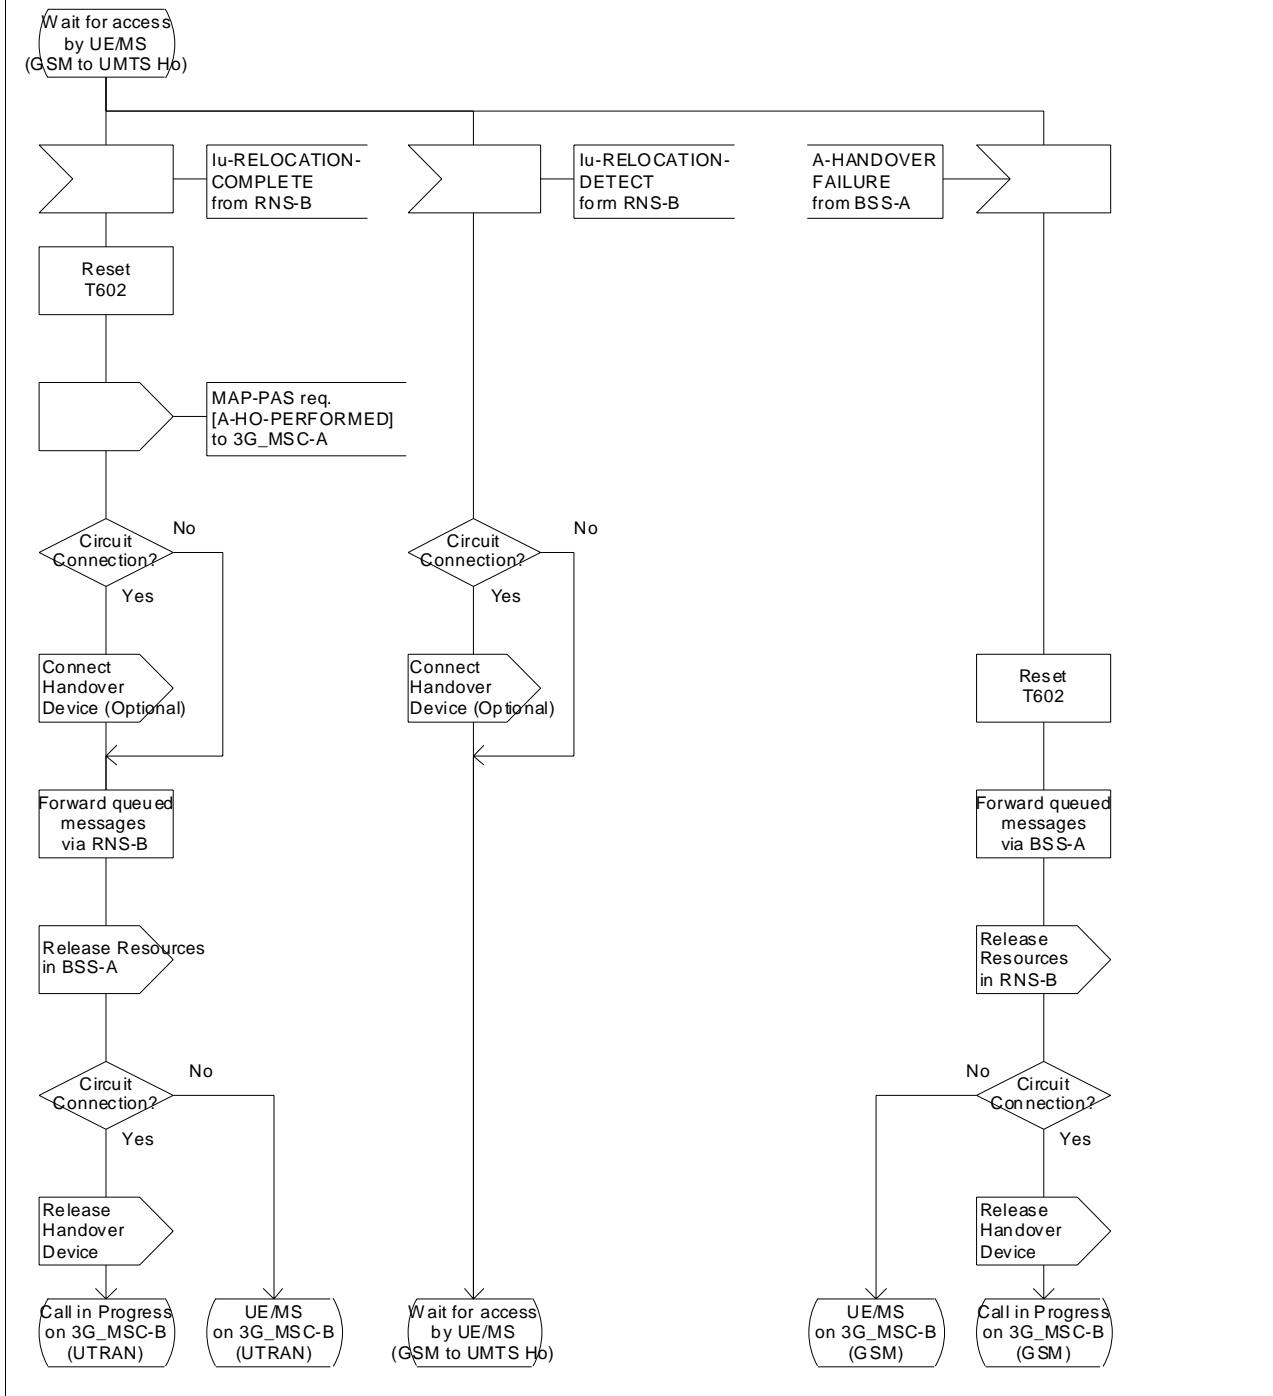 Wait for access
by UE/MS
(GSM to UMTS Ho)
Iu-RELOCATION-
COMPLETE
from RNS-B
Iu-RELOCATION-
DETECT
form RNS-B
A-HANDOVER
FAILURE
from BSS-A
Reset
T602
MAP-PAS req.
[A-HO-PERFORMED]
to 3G_MSC-A
Circuit
Connection?
No
Yes
Circuit
Connection?
No
Yes
Connect
Handover
Device (Optional)
Connect
Handover
Device (Optional)
Reset
T602
Forward queued
messages
via RNS-B
Forward queued
messages
via BSS-A
Release Resources
in BSS-A
Release
Resources
in RNS-B
Circuit
Connection?
No
Yes
No
Circuit
Connection?
Yes
Release
Handover
Device
Release
Handover
Device
Call in Progress
on 3G_MSC-B
(UTRAN)
UE/MS
on 3G_MSC-B
(UTRAN)
Wait for access
by UE/MS
(GSM to UMTS Ho)
UE/MS
on 3G_MSC-B
(GSM)
Call in Progress
on 3G_MSC-B
(GSM)